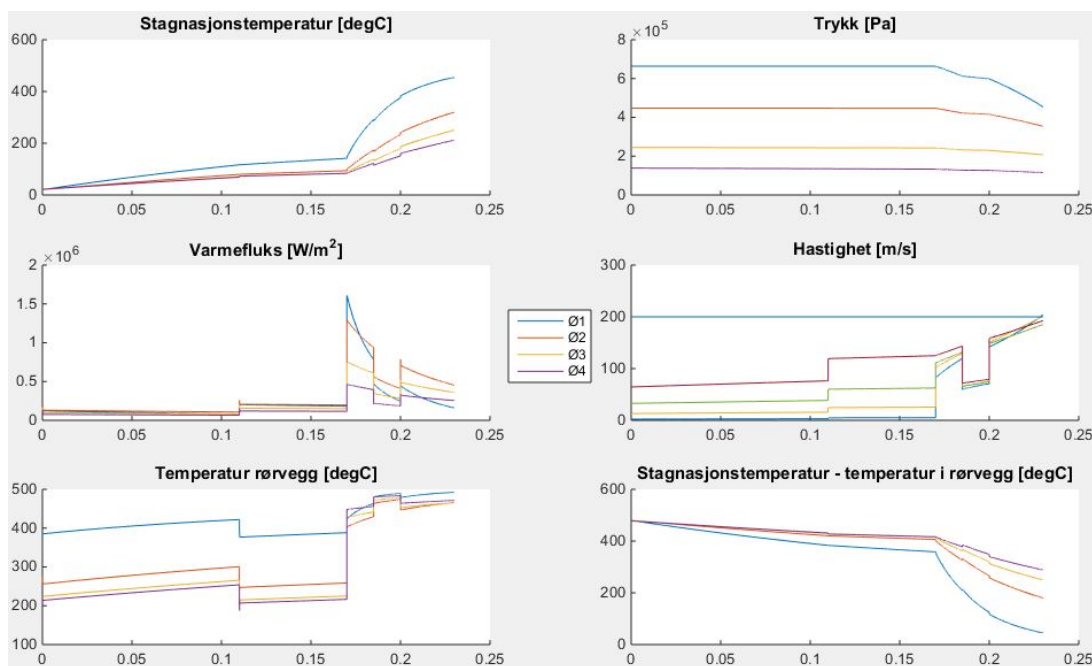 Stagnasjonstemperatur [degC]
600
400
200
0
0 0.05 0.1 0.15 0.2 0.25
Trykk [Pa]
× 10⁵
8
6
4
2
0
0 0.05 0.1 0.15 0.2 0.25
Varmefluks [W/m²]
× 10⁶
2
1.5
1
0.5
0
0 0.05 0.1 0.15 0.2 0.25
Ø1
Ø2
Ø3
Ø4
Hastighet [m/s]
300
200
100
0
0 0.05 0.1 0.15 0.2 0.25
Temperatur rørvegg [degC]
500
400
300
200
100
0 0.05 0.1 0.15 0.2 0.25
Stagnasjonstemperatur - temperatur i rørvegg [degC]
600
400
200
0
0 0.05 0.1 0.15 0.2 0.25